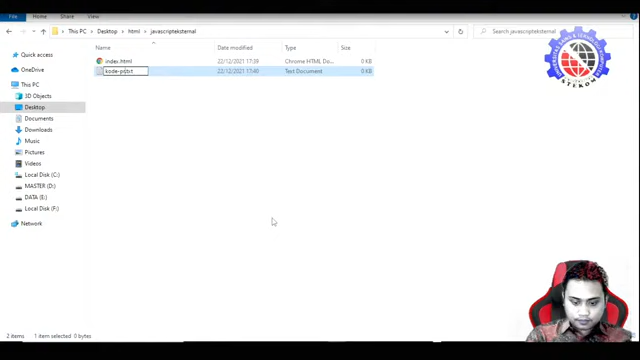 File Home Share View
This PC > Desktop > html > javascripteksternal
Search javascripteksternal
Name Date modified Type Size
Quick access
index.html 22/12/2021 17:39 Chrome HTML Do... 0 KB
22/12/2021 17:40 Text Document 0 KB
OneDrive
This PC
3D Objects
Desktop
Documents
Downloads
Music
Pictures
Videos
Local Disk (C:)
MASTER (D:)
DATA (E:)
Local Disk (F:)
Network
STEKOM
2 items 1 item selected 0 bytes